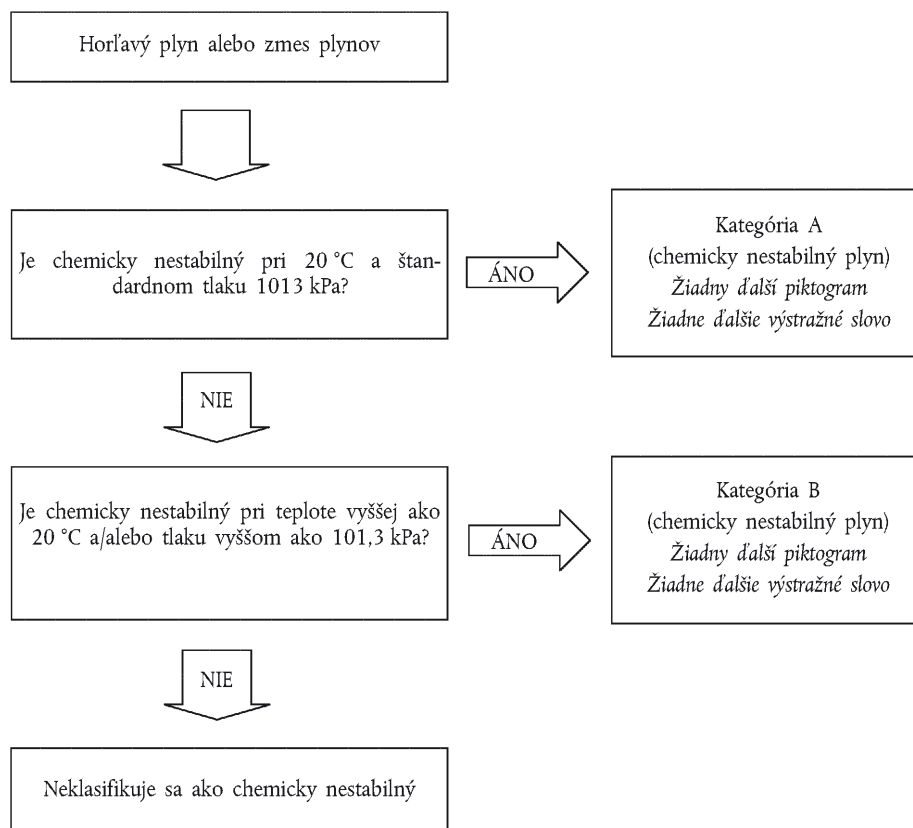 Horľavý plyn alebo zmes plynov
Je chemicky nestabilný pri 20 °C a štan-
dardnom tlaku 1013 kPa?
ÁNO
Kategória A
(chemicky nestabilný plyn)
Žiadny ďalší piktogram
Žiadne ďalšie výstražné slovo
NIE
Je chemicky nestabilný pri teplote vyššej ako
20 °C a/alebo tlaku vyššom ako 101,3 kPa?
ÁNO
Kategória B
(chemicky nestabilný plyn)
Žiadny ďalší piktogram
Žiadne ďalšie výstražné slovo
NIE
Neklasifikuje sa ako chemicky nestabilný